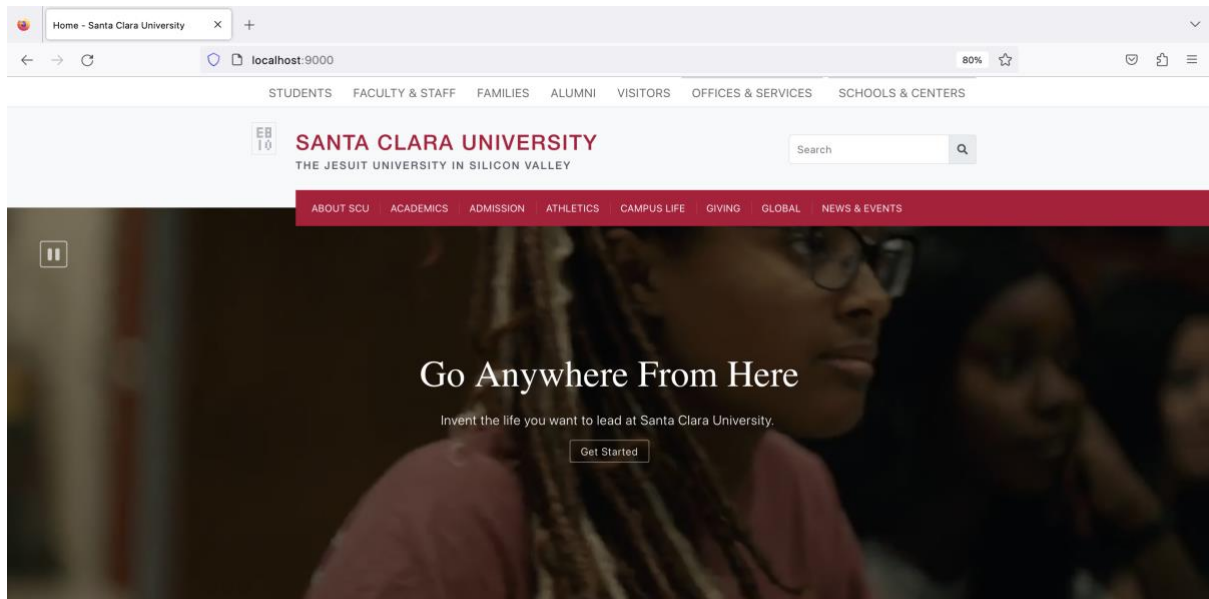 Home - Santa Clara University
localhost:9000
80%
STUDENTS FACULTY & STAFF FAMILIES ALUMNI VISITORS OFFICES & SERVICES SCHOOLS & CENTERS
EB
10
SANTA CLARA UNIVERSITY
THE JESUIT UNIVERSITY IN SILICON VALLEY
Search
ABOUT SCU ACADEMICS ADMISSION ATHLETICS CAMPUS LIFE GIVING GLOBAL NEWS & EVENTS
Go Anywhere From Here
Invent the life you want to lead at Santa Clara University.
Get Started